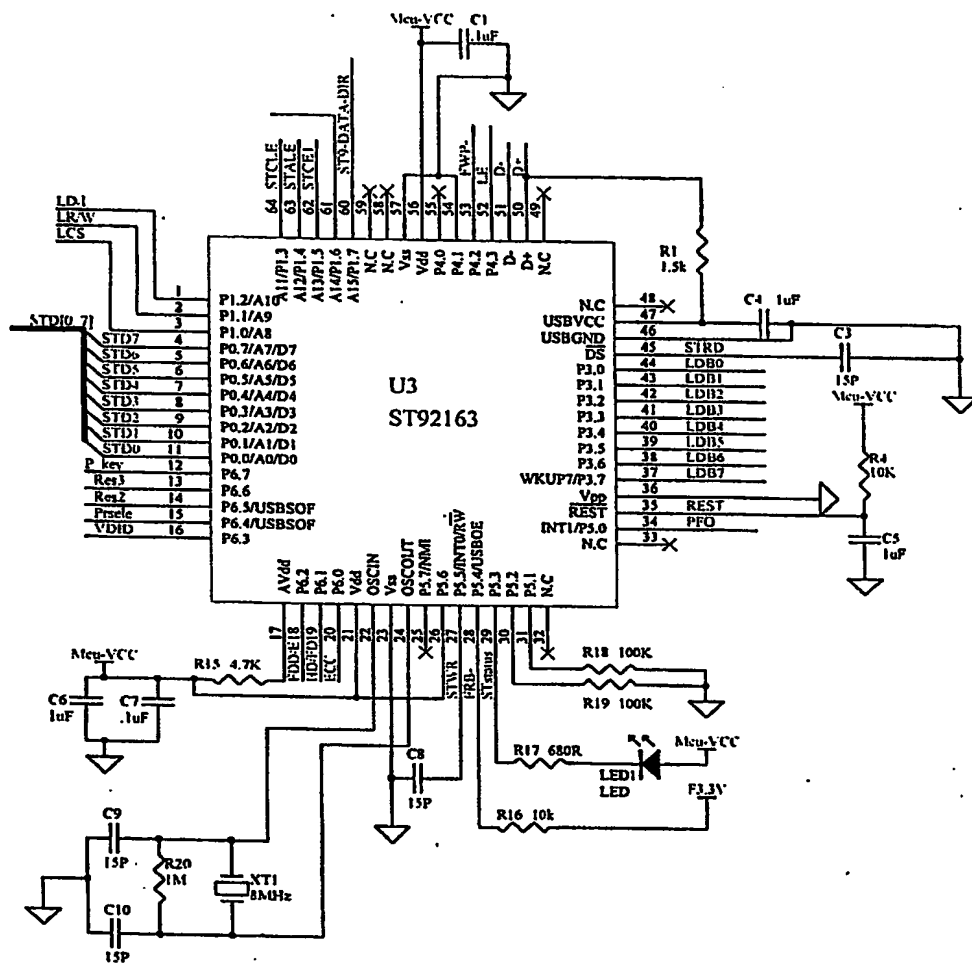 Mcu-VCC
C1
.1uF
64 STCLE
63 STALE
62 STCE1
61
60 ST9-DATA-DIR
59
58
57
56
55
54
53 FWP-
52 LE
51 D-
50 D+
49
A11/P1.3
A12/P1.4
A13/P1.5
A14/P1.6
A15/P1.7
N.C
N.C
Vss
Vdd
P4.0
P4.1
P4.2
P4.3
D-
D+
N.C
LR/W
LCS
1 P1.2/A10
2 P1.1/A9
3 P1.0/A8
STD[0..7]
STD7 4 P0.7/A7/D7
STD6 5 P0.6/A6/D6
STD5 6 P0.5/A5/D5
STD4 7 P0.4/A4/D4
STD3 8 P0.3/A3/D3
STD2 9 P0.2/A2/D2
STD1 10 P0.1/A1/D1
STD0 11 P0.0/A0/D0
P_key 12 P6.7
Res3 13 P6.6
Res2 14 P6.5/USBSOF
Prsele 15 P6.4/USBSOF
VDID 16 P6.3
U3
ST92163
R1
1.5k
N.C 48
USBVCC 47
USBGND 46
DS 45 STRD
P3.0 44 LDB0
P3.1 43 LDB1
P3.2 42 LDB2
P3.3 41 LDB3
P3.4 40 LDB4
P3.5 39 LDB5
P3.6 38 LDB6
WKUP7/P3.7 37 LDB7
Vpp 36
REST 35 REST
INT1/P5.0 34 PFO
N.C 33
C4 1uF
C3
15P
Mcu-VCC
R4
10K
C5
1uF
AVdd
P6.2
P6.1
P6.0
Vdd
OSCIN
Vss
OSCOUT
P5.7/NMI
P5.6
P5.5/INT0/RW
P5.4/USBOE
P5.3
P5.2
P5.1
N.C
17
18
HD/FD 19
ECC 20
21
22
23
24
25
26
STWR 27
FRB- 28
STstatus 29
30
31
32
Mcu-VCC
R15 4.7K
C6
1uF
C7
.1uF
C8
15P
R18 100K
R19 100K
R17 680R
LED1
LED
Mcu-VCC
F3.3V
R16 10k
C9
15P
R20
1M
XT1
8MHz
C10
15P